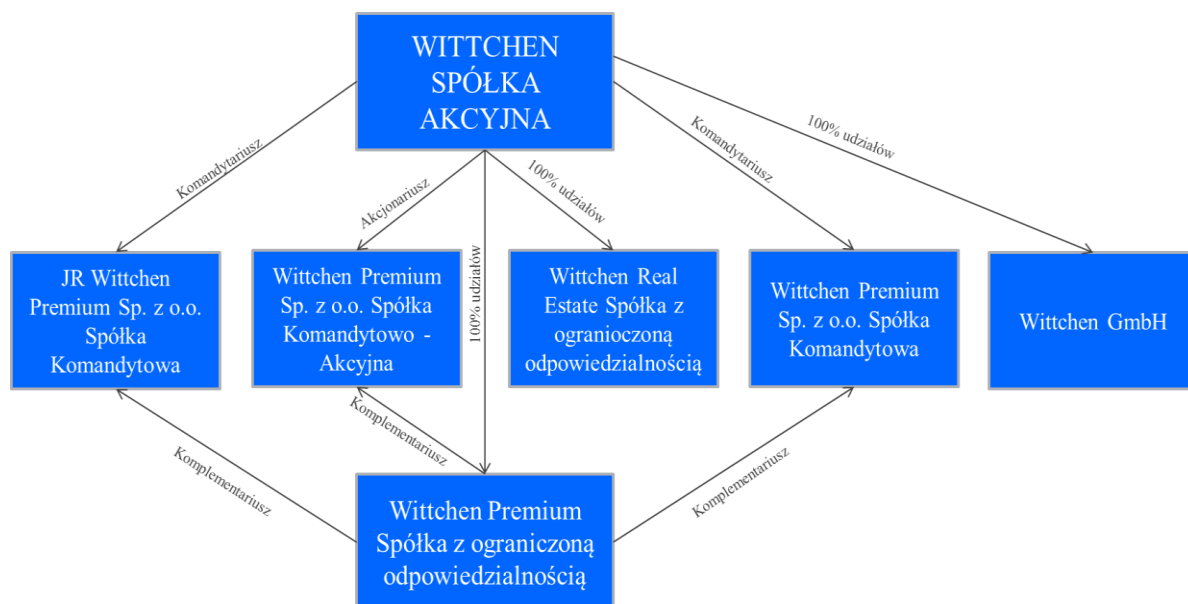 WITTCHEN
SPÓŁKA
AKCYJNA
Komandytariusz
Akcjonariusz
100% udziałów
100% udziałów
Komandytariusz
100% udziałów
JR Wittchen
Premium Sp. z o.o.
Spółka
Komandytowa
Wittchen Premium
Sp. z o.o. Spółka
Komandytowo -
Akcyjna
Wittchen Real
Estate Spółka z
ogranioczoną
odpowiedzialnością
Wittchen Premium
Sp. z o.o. Spółka
Komandytowa
Wittchen GmbH
Komplementariusz
Komplementariusz
Komplementariusz
Wittchen Premium
Spółka z ograniczoną
odpowiedzialnością